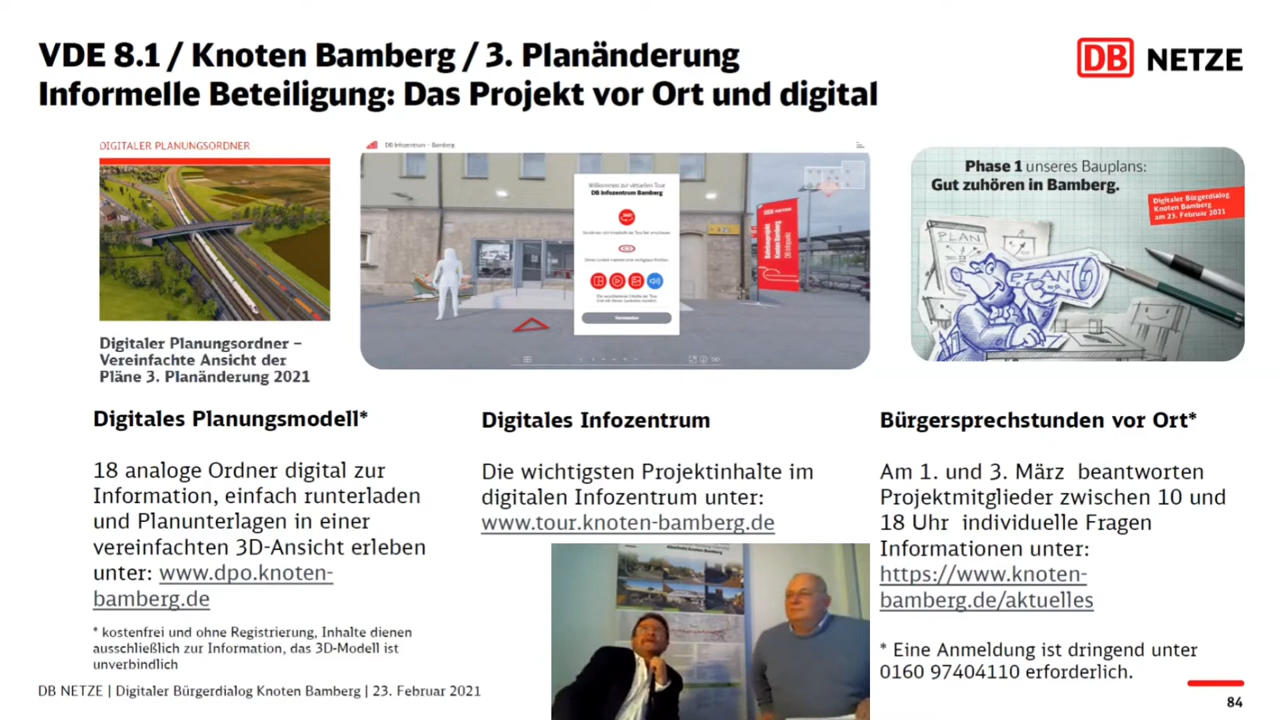 VDE 8.1 / Knoten Bamberg / 3. Planänderung
Informelle Beteiligung: Das Projekt vor Ort und digital
DB NETZE
DIGITALER PLANUNGSORDNER
Digitaler Planungsordner –
Vereinfachte Ansicht der
Pläne 3. Planänderung 2021
DB Infozentrum – Bamberg
Willkommen zur virtuellen Tour
DB Infozentrum Bamberg
Bahnprojekt
Knoten Bamberg
DB Infopunkt
Phase 1 unseres Bauplans:
Gut zuhören in Bamberg.
Digitaler Bürgerdialog
Knoten Bamberg
am 23. Februar 2021
PLAN
PLAN
Digitales Planungsmodell*
18 analoge Ordner digital zur
Information, einfach runterladen
und Planunterlagen in einer
vereinfachten 3D-Ansicht erleben
unter: www.dpo.knoten-
bamberg.de
* kostenfrei und ohne Registrierung, Inhalte dienen
ausschließlich zur Information, das 3D-Modell ist
unverbindlich
Digitales Infozentrum
Die wichtigsten Projektinhalte im
digitalen Infozentrum unter:
www.tour.knoten-bamberg.de
Bürgersprechstunden vor Ort*
Am 1. und 3. März beantworten
Projektmitglieder zwischen 10 und
18 Uhr individuelle Fragen
Informationen unter:
https://www.knoten-
bamberg.de/aktuelles
* Eine Anmeldung ist dringend unter
0160 97404110 erforderlich.
DB NETZE | Digitaler Bürgerdialog Knoten Bamberg | 23. Februar 2021
84